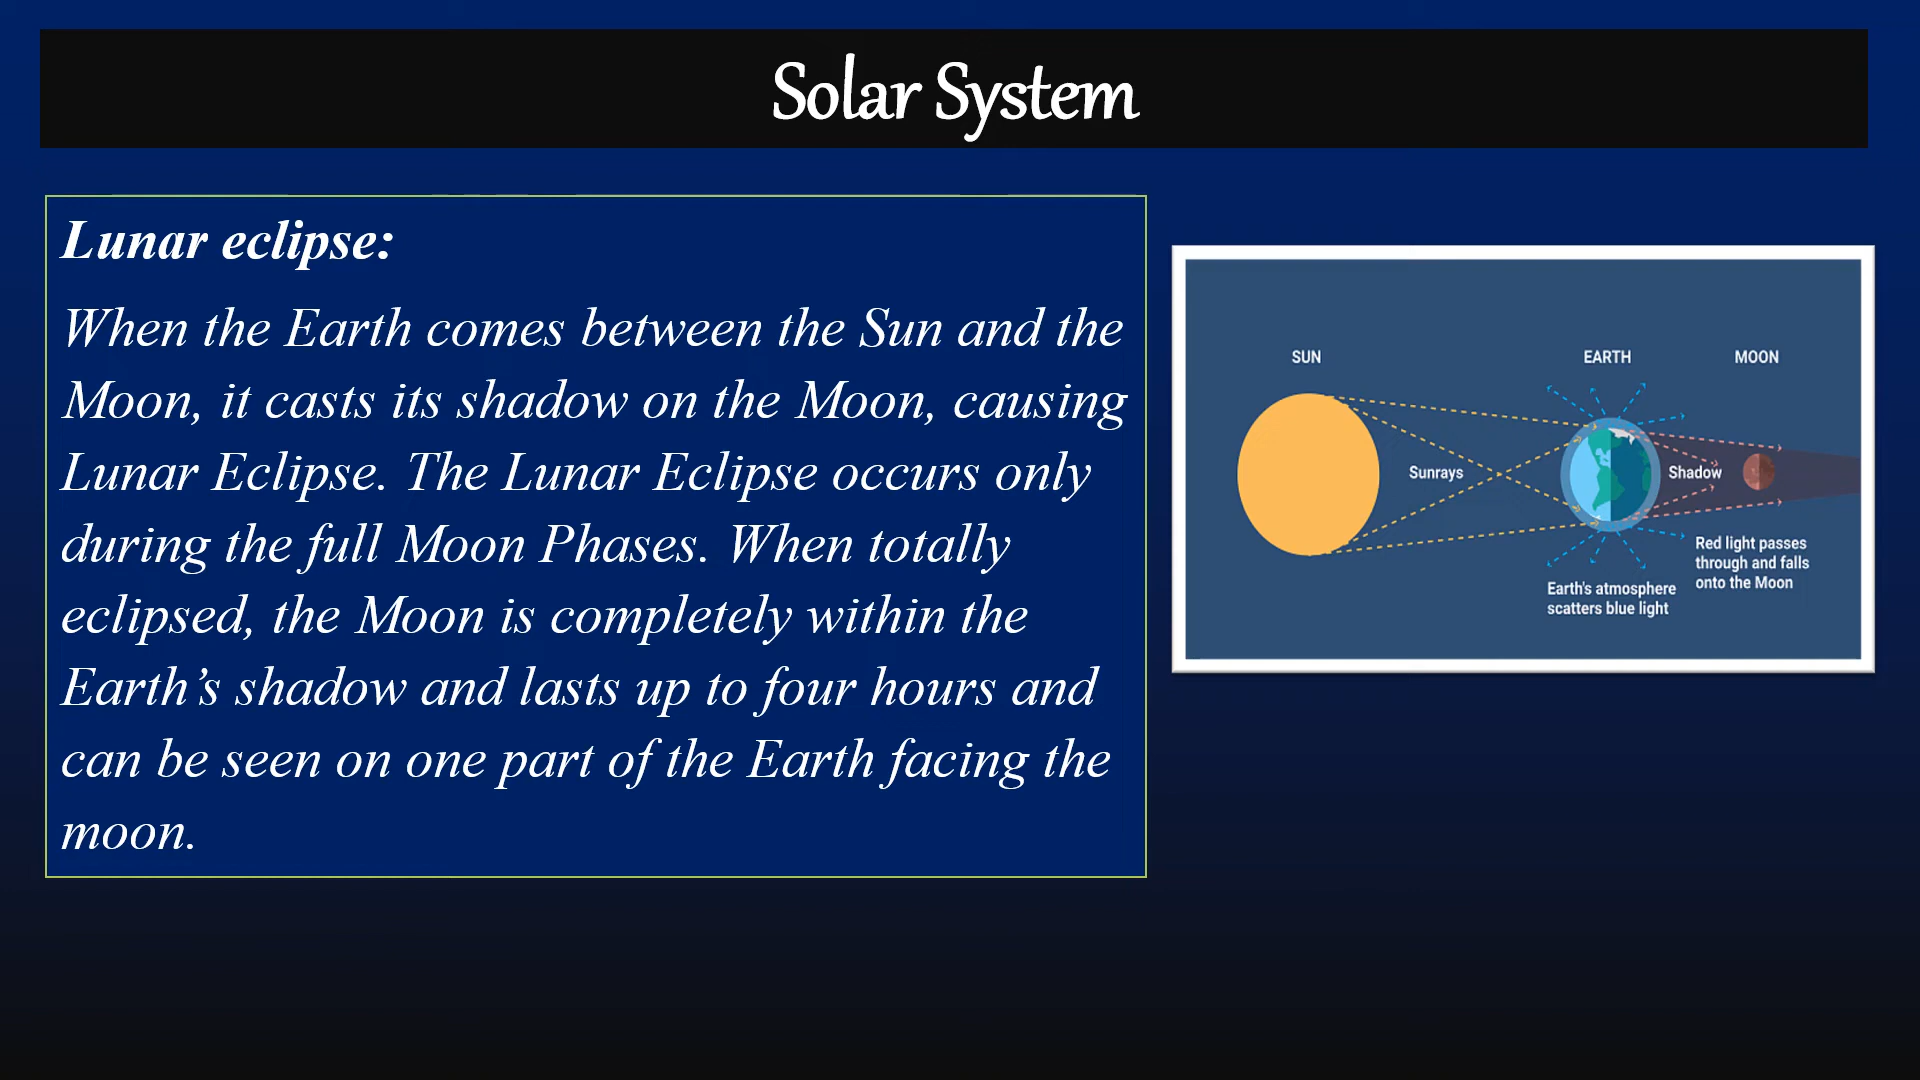 Solar System
Lunar eclipse:
When the Earth comes between the Sun and the
Moon, it casts its shadow on the Moon, causing
Lunar Eclipse. The Lunar Eclipse occurs only
during the full Moon Phases. When totally
eclipsed, the Moon is completely within the
Earth’s shadow and lasts up to four hours and
can be seen on one part of the Earth facing the
moon.
SUN
EARTH
MOON
Sunrays
Shadow
Red light passes
through and falls
onto the Moon
Earth's atmosphere
scatters blue light